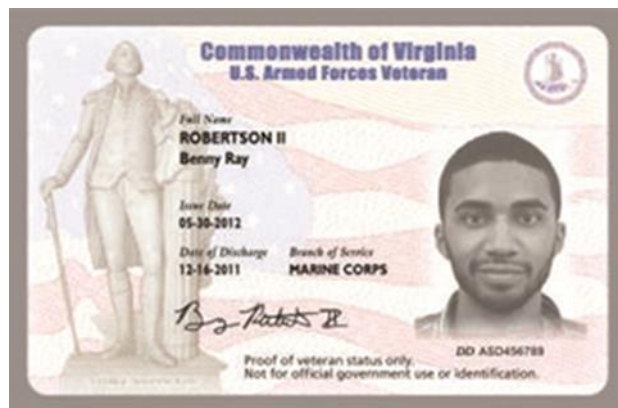 Commonwealth of Virginia
U.S. Armed Forces Veteran
Full Name
ROBERTSON II
Benny Ray
Issue Date
05-30-2012
Date of Discharge Branch of Service
12-16-2011 MARINE CORPS
DD ASD456789
Proof of veteran status only.
Not for official government use or identification.